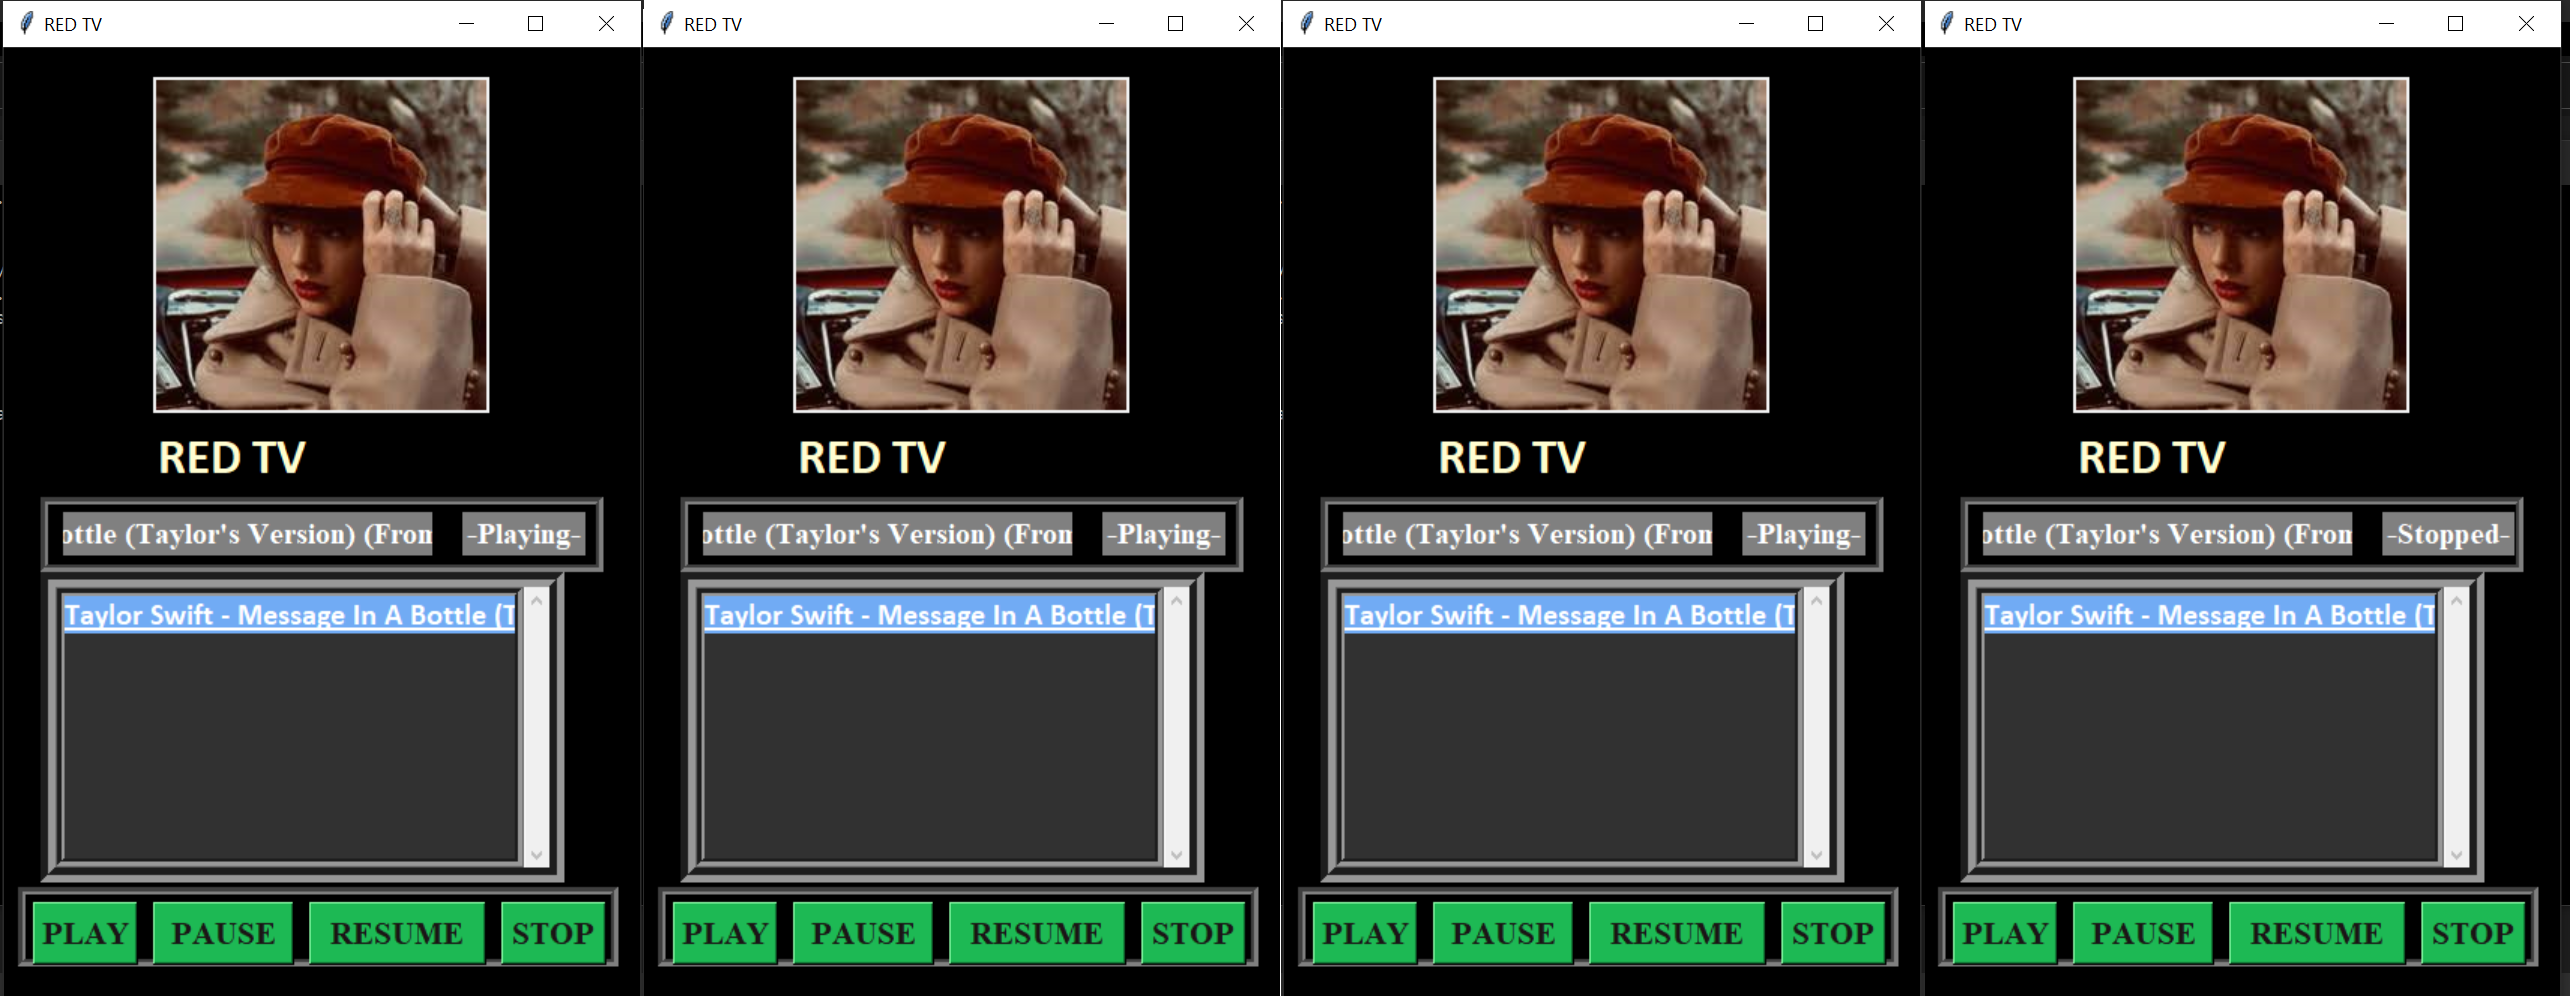 RED TV
RED TV
ottle (Taylor's Version) (From
-Playing-
Taylor Swift - Message In A Bottle (T
PLAY PAUSE RESUME STOP
RED TV
RED TV
ottle (Taylor's Version) (From
-Playing-
Taylor Swift - Message In A Bottle (T
PLAY PAUSE RESUME STOP
RED TV
RED TV
ottle (Taylor's Version) (From
-Playing-
Taylor Swift - Message In A Bottle (T
PLAY PAUSE RESUME STOP
RED TV
RED TV
ottle (Taylor's Version) (From
-Stopped-
Taylor Swift - Message In A Bottle (T
PLAY PAUSE RESUME STOP